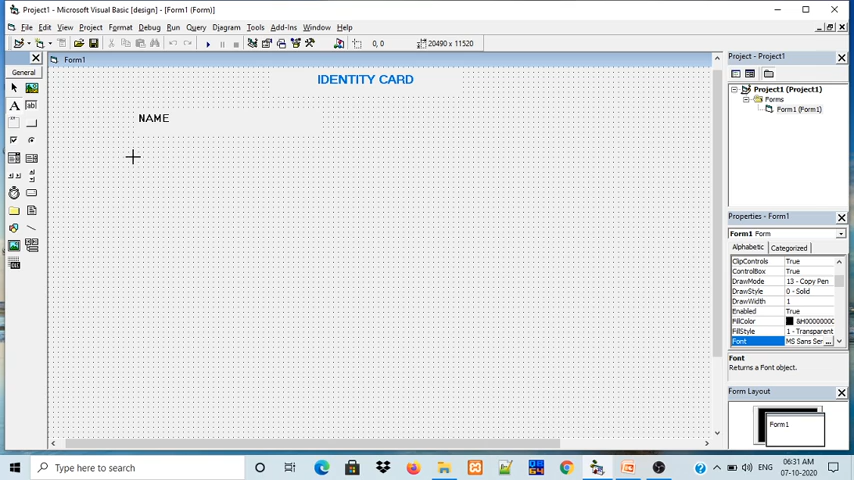 Project1 - Microsoft Visual Basic [design] - [Form1 (Form)]
File Edit View Project Format Debug Run Query Diagram Tools Add-Ins Window Help
0, 0
20490 x 11520
General
A
ab|
Form1
IDENTITY CARD
NAME
Project - Project1
Project1 (Project1)
Forms
Form1 (Form1)
Properties - Form1
Form1 Form
Alphabetic Categorized
ClipControls True
ControlBox True
DrawMode 13 - Copy Pen
DrawStyle 0 - Solid
DrawWidth 1
Enabled True
FillColor &H00000000
FillStyle 1 - Transparent
Font MS Sans Ser ...
Font
Returns a Font object.
Form Layout
Form1
Type here to search
ENG
06:31 AM
07-10-2020